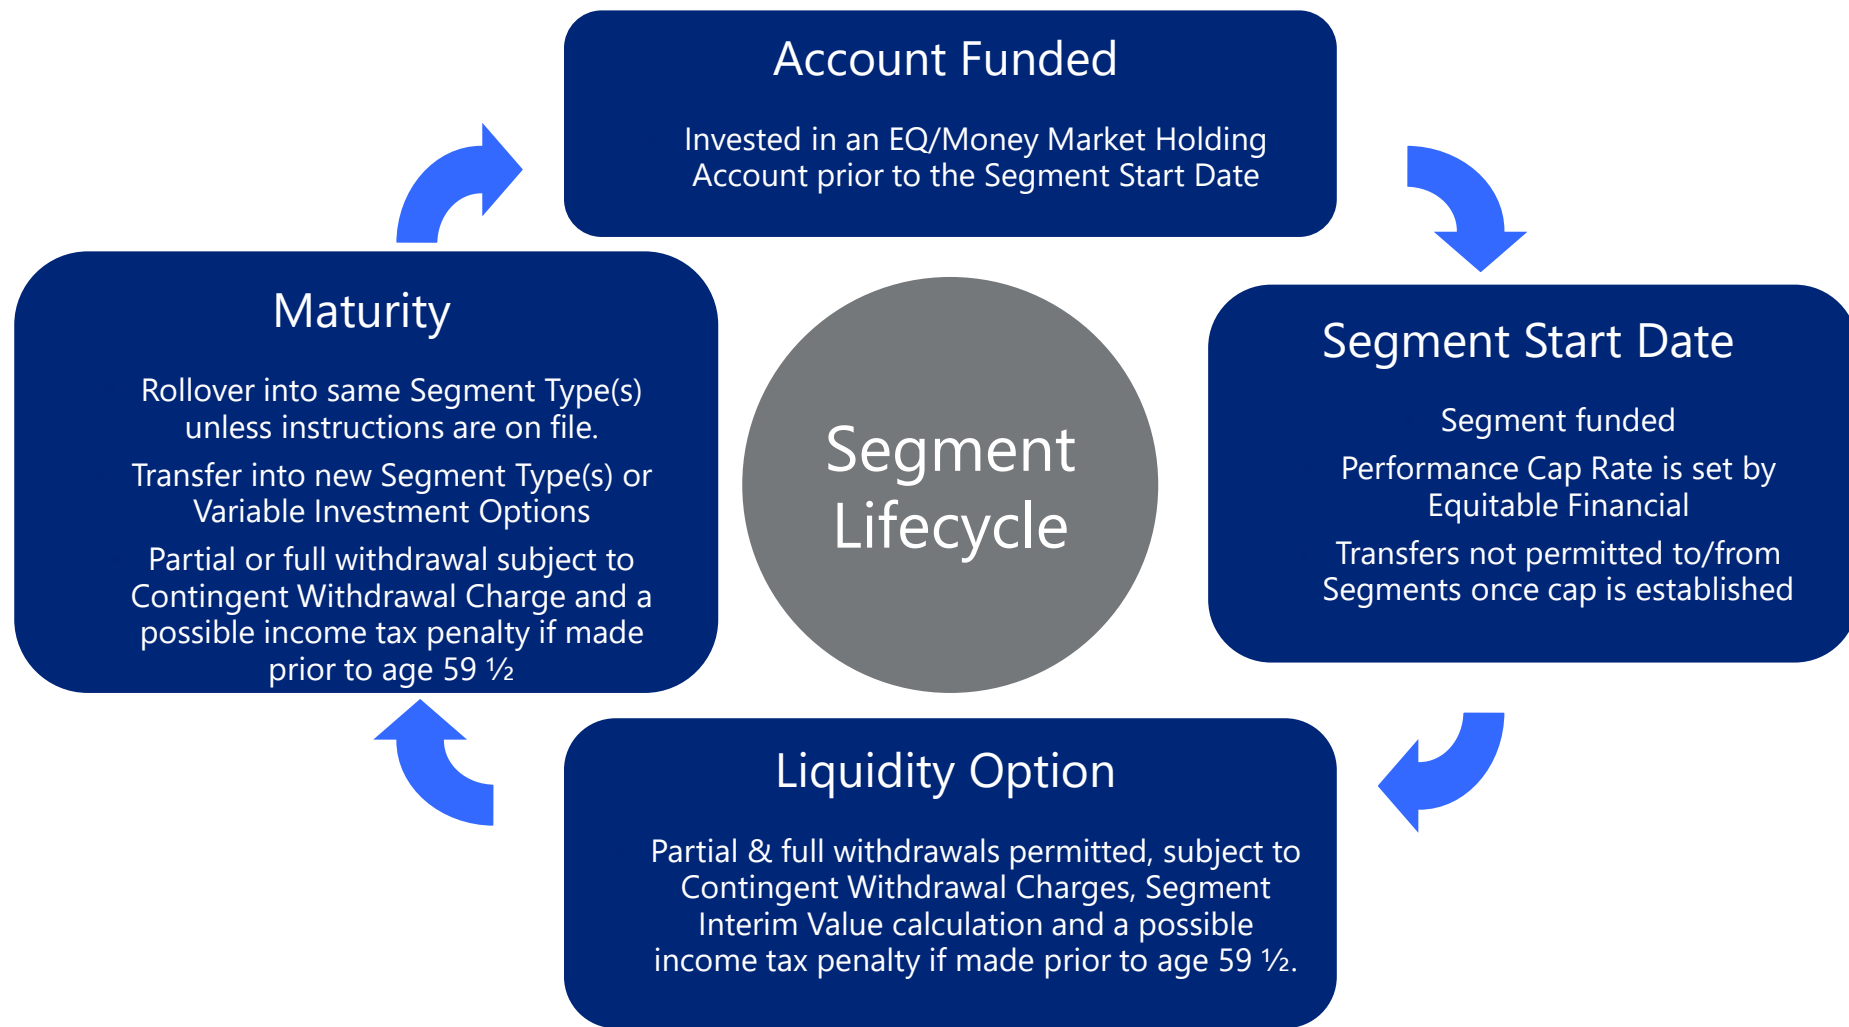 Account Funded
Invested in an EQ/Money Market Holding
Account prior to the Segment Start Date
Segment Start Date
Segment funded
Performance Cap Rate is set by
Equitable Financial
Transfers not permitted to/from
Segments once cap is established
Liquidity Option
Partial & full withdrawals permitted, subject to
Contingent Withdrawal Charges, Segment
Interim Value calculation and a possible
income tax penalty if made prior to age 59 ½.
Maturity
Rollover into same Segment Type(s)
unless instructions are on file.
Transfer into new Segment Type(s) or
Variable Investment Options
Partial or full withdrawal subject to
Contingent Withdrawal Charge and a
possible income tax penalty if made
prior to age 59 ½
Segment
Lifecycle